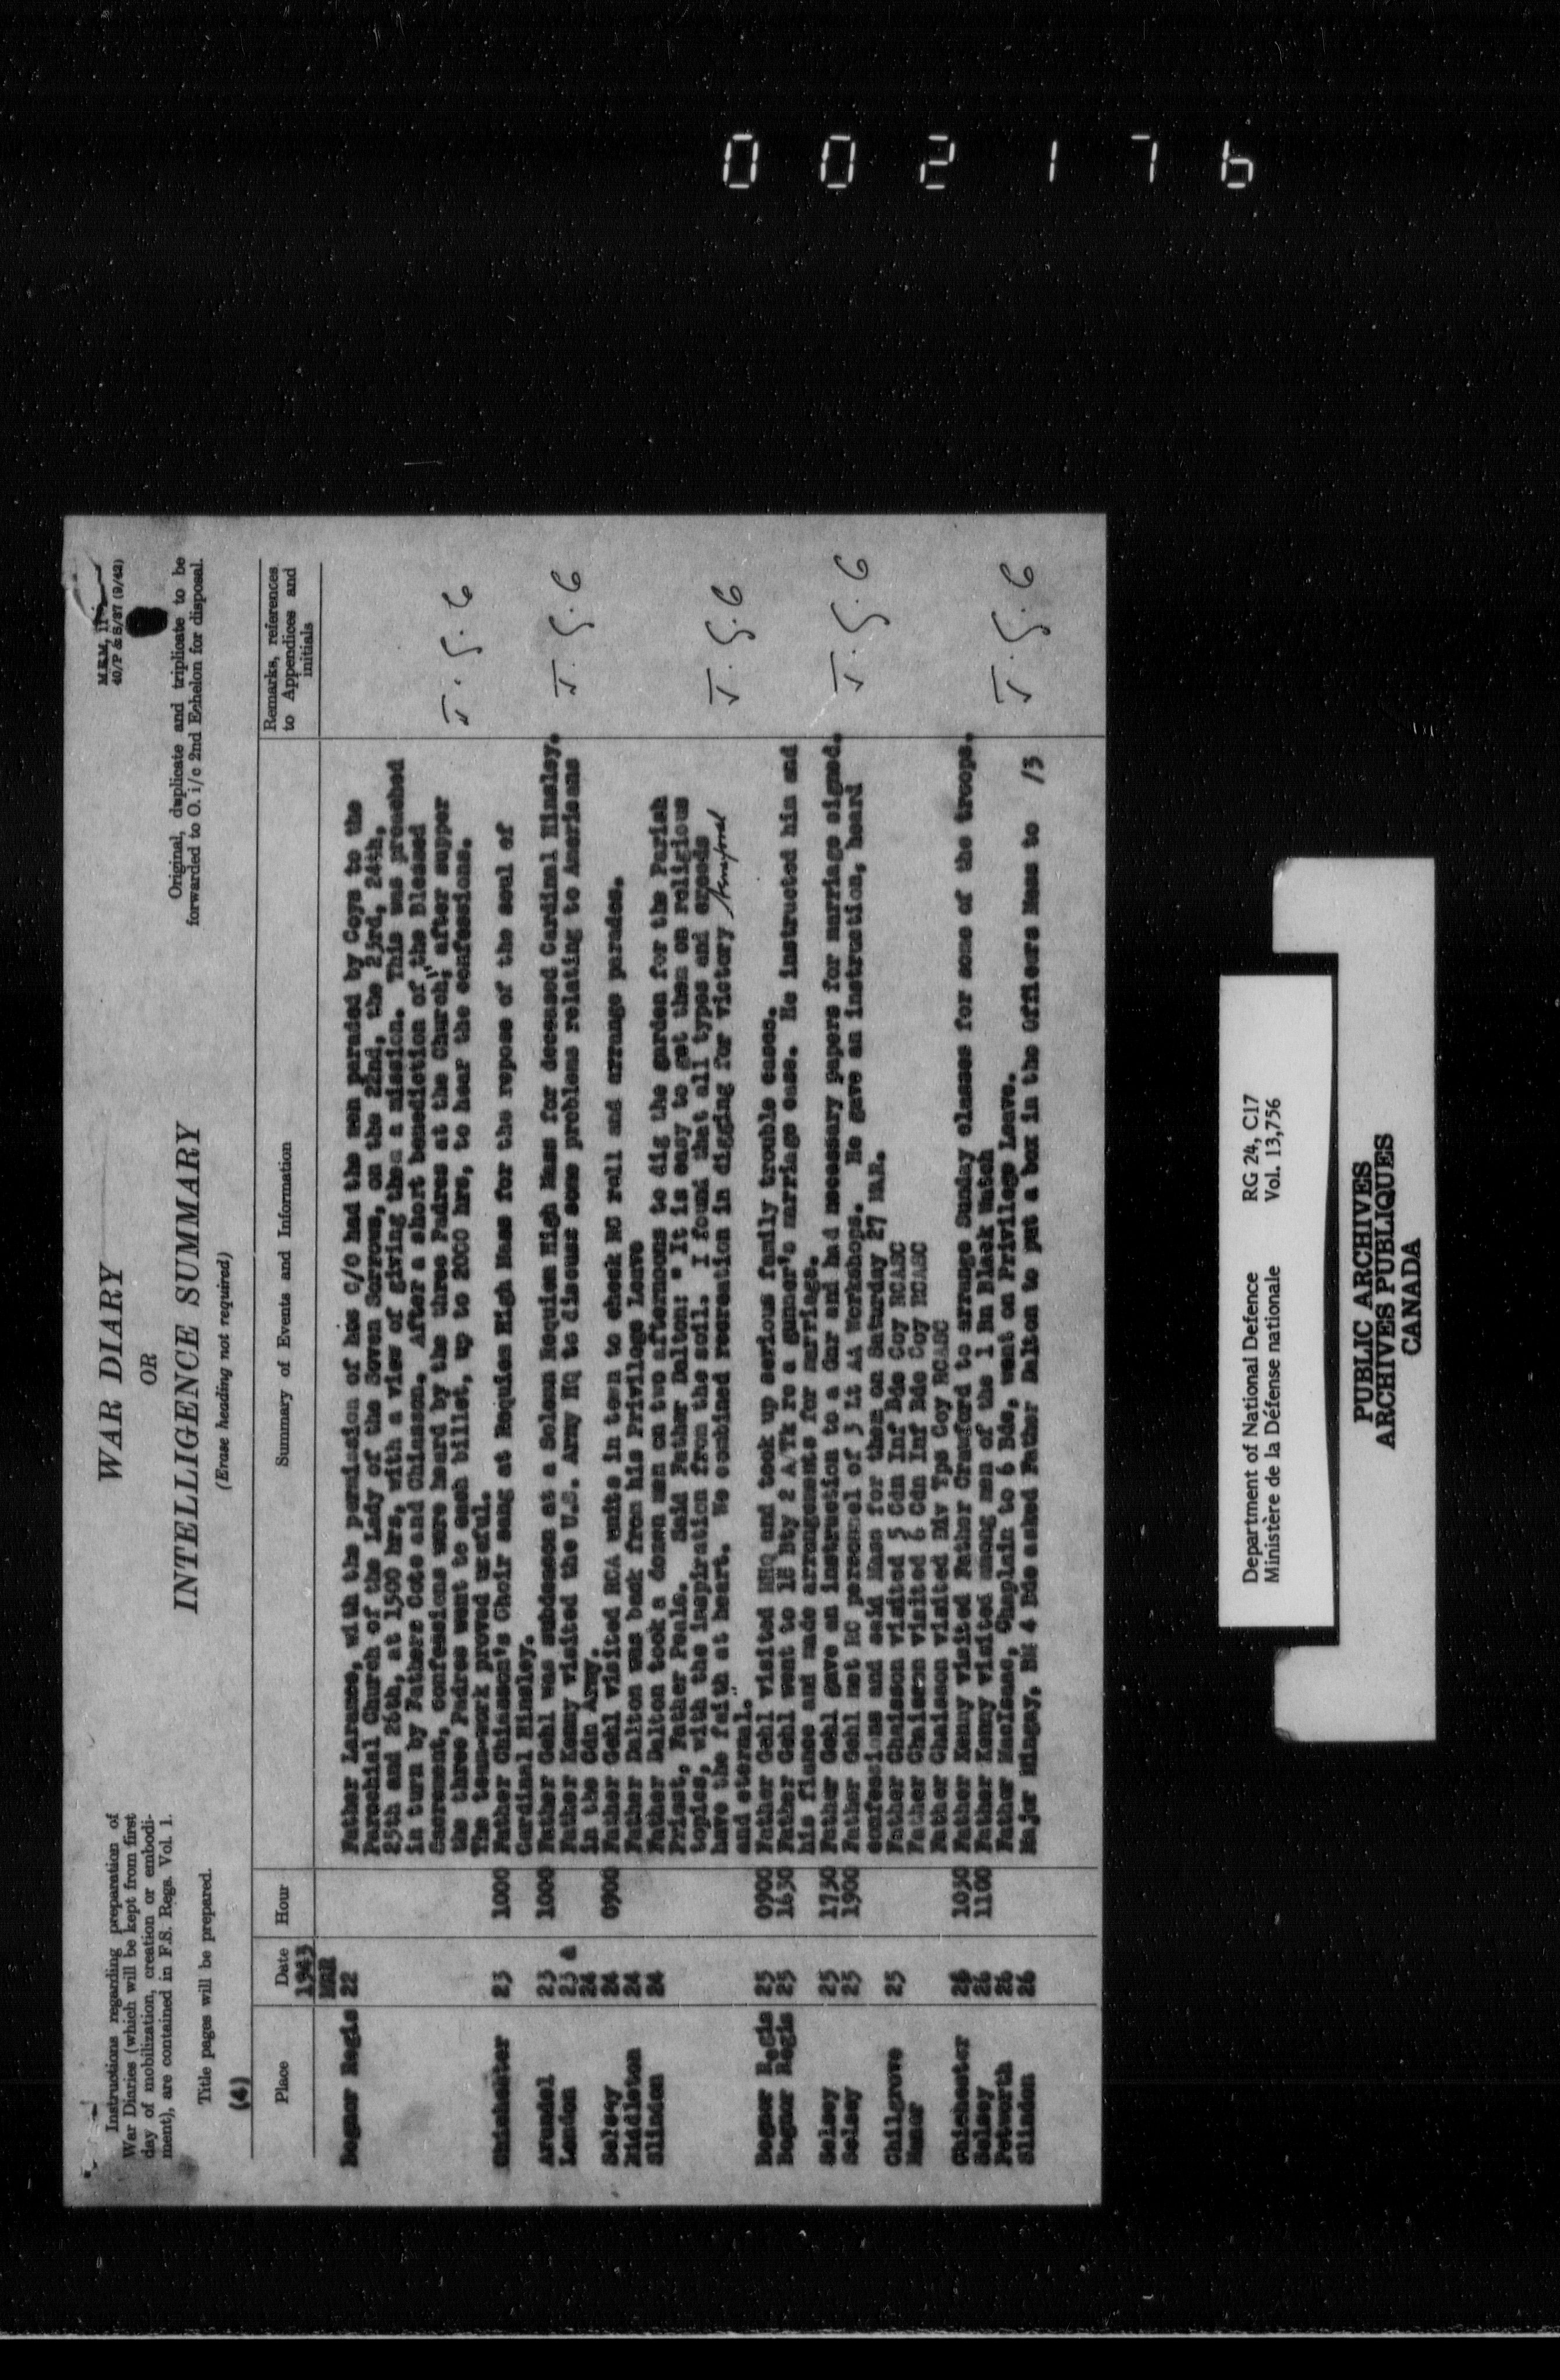 002176
Instructions regarding preparation of
War Diaries (which will be kept from first
day of mobilization, creation or embodi-
ment), are contained in F.S. Regs. Vol. 1.
Title pages will be prepared.
(4)
WAR DIARY
OR
INTELLIGENCE SUMMARY
(Erase heading not required)
M.F.M. 11
40/P & S/37 (9/42)
Original, duplicate and triplicate to be
forwarded to O. i/c 2nd Echelon for disposal.
Place Date Hour Summary of Events and Information Remarks, references
to Appendices and
initials
1943
MAR
Bognor Regis 22 Father Laramee, with the permission of hos C/O had the men paraded by Coys to the
Parochial Church of the Lady of the Seven Sorrows, on the 22nd, the 23rd, 24th,
25th and 26th, at 1500 hrs, with a view of giving them a mission. This was preached
in turn by Fathers Cote and Chiasson. After a short benediction of the Blessed
Sacrement, confessions were heard by the three Padres at the Church; after supper
the three Padres went to each billet, up to 2000 hrs, to hear the confessions. J.G.G
The team-work proved useful.
Chichester 23 1000 Father Chiasson's Choir sang at Requiem High Mass for the repose of the soul of
Cardinal Hinsley.
Arundel 23 1000 Father Gehl was subdeacon at a Solemn Requiem High Mass for deceased Cardinal Hinsley.
London 23 & Father Kenny visited the U.S. Army HQ to discuss some problems relating to Americans J.G.G
24 in the Cdn Army.
Selsey 24 0900 Father Gehl visited RCA units in town to check RC roll and arrange parades.
Middleton 24 Father Dalton was back from his Privilege Leave
Slindon 24 Father Dalton took a dozen men on two afternoons to dig the garden for the Parish
Priest, Father Peale. Said Father Dalton: " It is easy to get them on religious
topics, with the inspiration from the soil. I found that all types and creeds
have the faith at heart. We combined recreation in digging for victory temporal J.G.G
and eternal."
Bognor Regis 25 0900 Father Gehl visited BHQ and took up serious family trouble cases.
Bognor Regis 25 1630 Father Gehl went to 18 Bty 2 A/Tk re a gunner's marriage case. He instructed him and
his fiance and made arrangements for marriage.
Selsey 25 1730 Father Gehl gave an instruction to a Gnr and had necessary papers for marriage signed.
Selsey 25 1900 Father Gehl met RC personnel of 3 Lt AA Workshops. He gave an instruction, heard J.G.G
confessions and said Mass for them on Saturday 27 MAR.
Chilgrove 25 Father Chaisson visited 5 Cdn Inf Bde Coy RCASC
Manor Father Chaisson visited 6 Cdn Inf Bde Coy RCASC
Father Chaisson visited Div Tps Coy RCASC
Chichester 26 1030 Father Kenny visited Father Crawford to arrange Sunday classes for some of the troops.
Selsey 26 1100 Father Kenny visited among men of the 1 Bn Black Watch
Petworth 26 Father MacIsaac, Chaplain to 6 Bde, went on Privilege Leave. J.G.G
Slindon 26 Major Mingay, BM 4 Bde asked Father Dalton to put a box in the Officers Mess to /5
Department of National Defence RG 24, C17
Ministère de la Défense nationale Vol. 13,756
PUBLIC ARCHIVES
ARCHIVES PUBLIQUES
CANADA